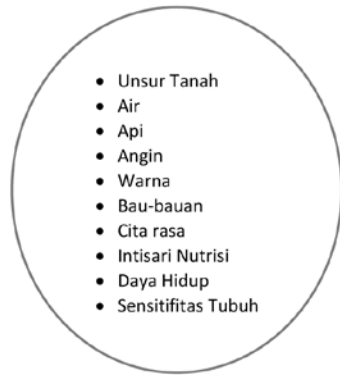 • Unsur Tanah
• Air
• Api
• Angin
• Warna
• Bau-bauan
• Cita rasa
• Intisari Nutrisi
• Daya Hidup
• Sensitifitas Tubuh